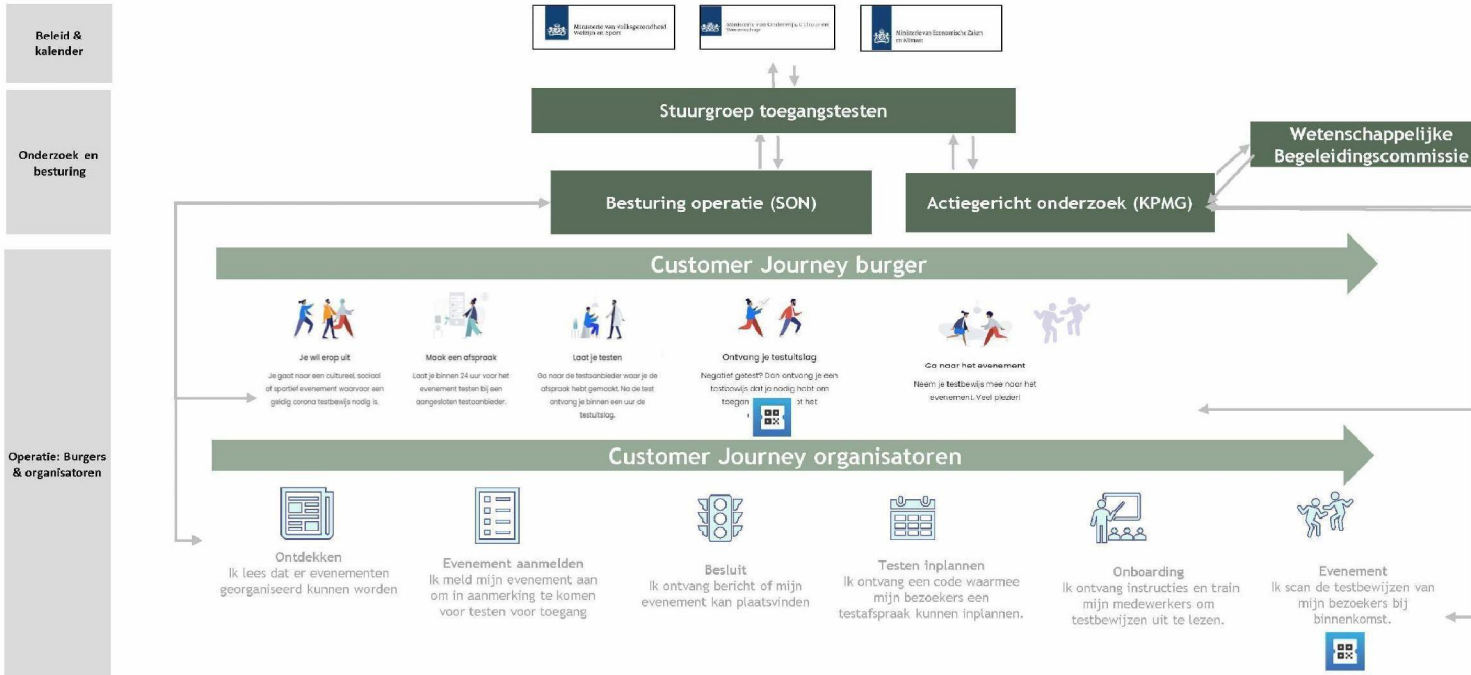 Beleid &
kalender
Ministerie van Volksgezondheid
Welzijn en Sport
Ministerie van Onderwijs, Cultuur en
Wetenschap
Ministerie van Economische Zaken
en Klimaat
Stuurgroep toegangstesten
Onderzoek en
besturing
Wetenschappelijke
Begeleidingscommissie
Besturing operatie (SON)
Actiegericht onderzoek (KPMG)
Operatie: Burgers
& organisatoren
Customer Journey burger
Je wil erop uit
Je gaat naar een cultureel, sociaal
of sportief evenement waarvoor een
geldig corona testbewijs nodig is.
Maak een afspraak
Laat je binnen 24 uur voor het
evenement testen bij een
aangesloten testaanbieder.
Laat je testen
Ga naar de testaanbieder waar je de
afspraak hebt gemaakt. Na de test
ontvang je binnen een uur de
testuitslag.
Ontvang je testuitslag
Negatief getest? Dan ontvang je een
testbewijs dat je nodig hebt om
toegan ot het
Ga naar het evenement
Neem je testbewijs mee naar het
evenement. Veel plezier!
Customer Journey organisatoren
Ontdekken
Ik lees dat er evenementen
georganiseerd kunnen worden
Evenement aanmelden
Ik meld mijn evenement aan
om in aanmerking te komen
voor testen voor toegang
Besluit
Ik ontvang bericht of mijn
evenement kan plaatsvinden
Testen inplannen
Ik ontvang een code waarmee
mijn bezoekers een
testafspraak kunnen inplannen.
Onboarding
Ik ontvang instructies en train
mijn medewerkers om
testbewijzen uit te lezen.
Evenement
Ik scan de testbewijzen van
mijn bezoekers bij
binnenkomst.